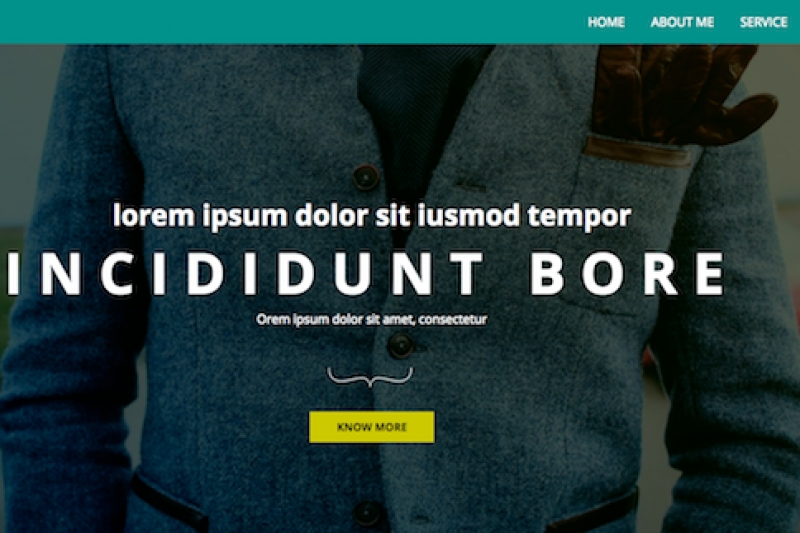 HOME ABOUT ME SERVICE
lorem ipsum dolor sit iusmod tempor
INCIDIDUNT BORE
Orem ipsum dolor sit amet, consectetur
KNOW MORE